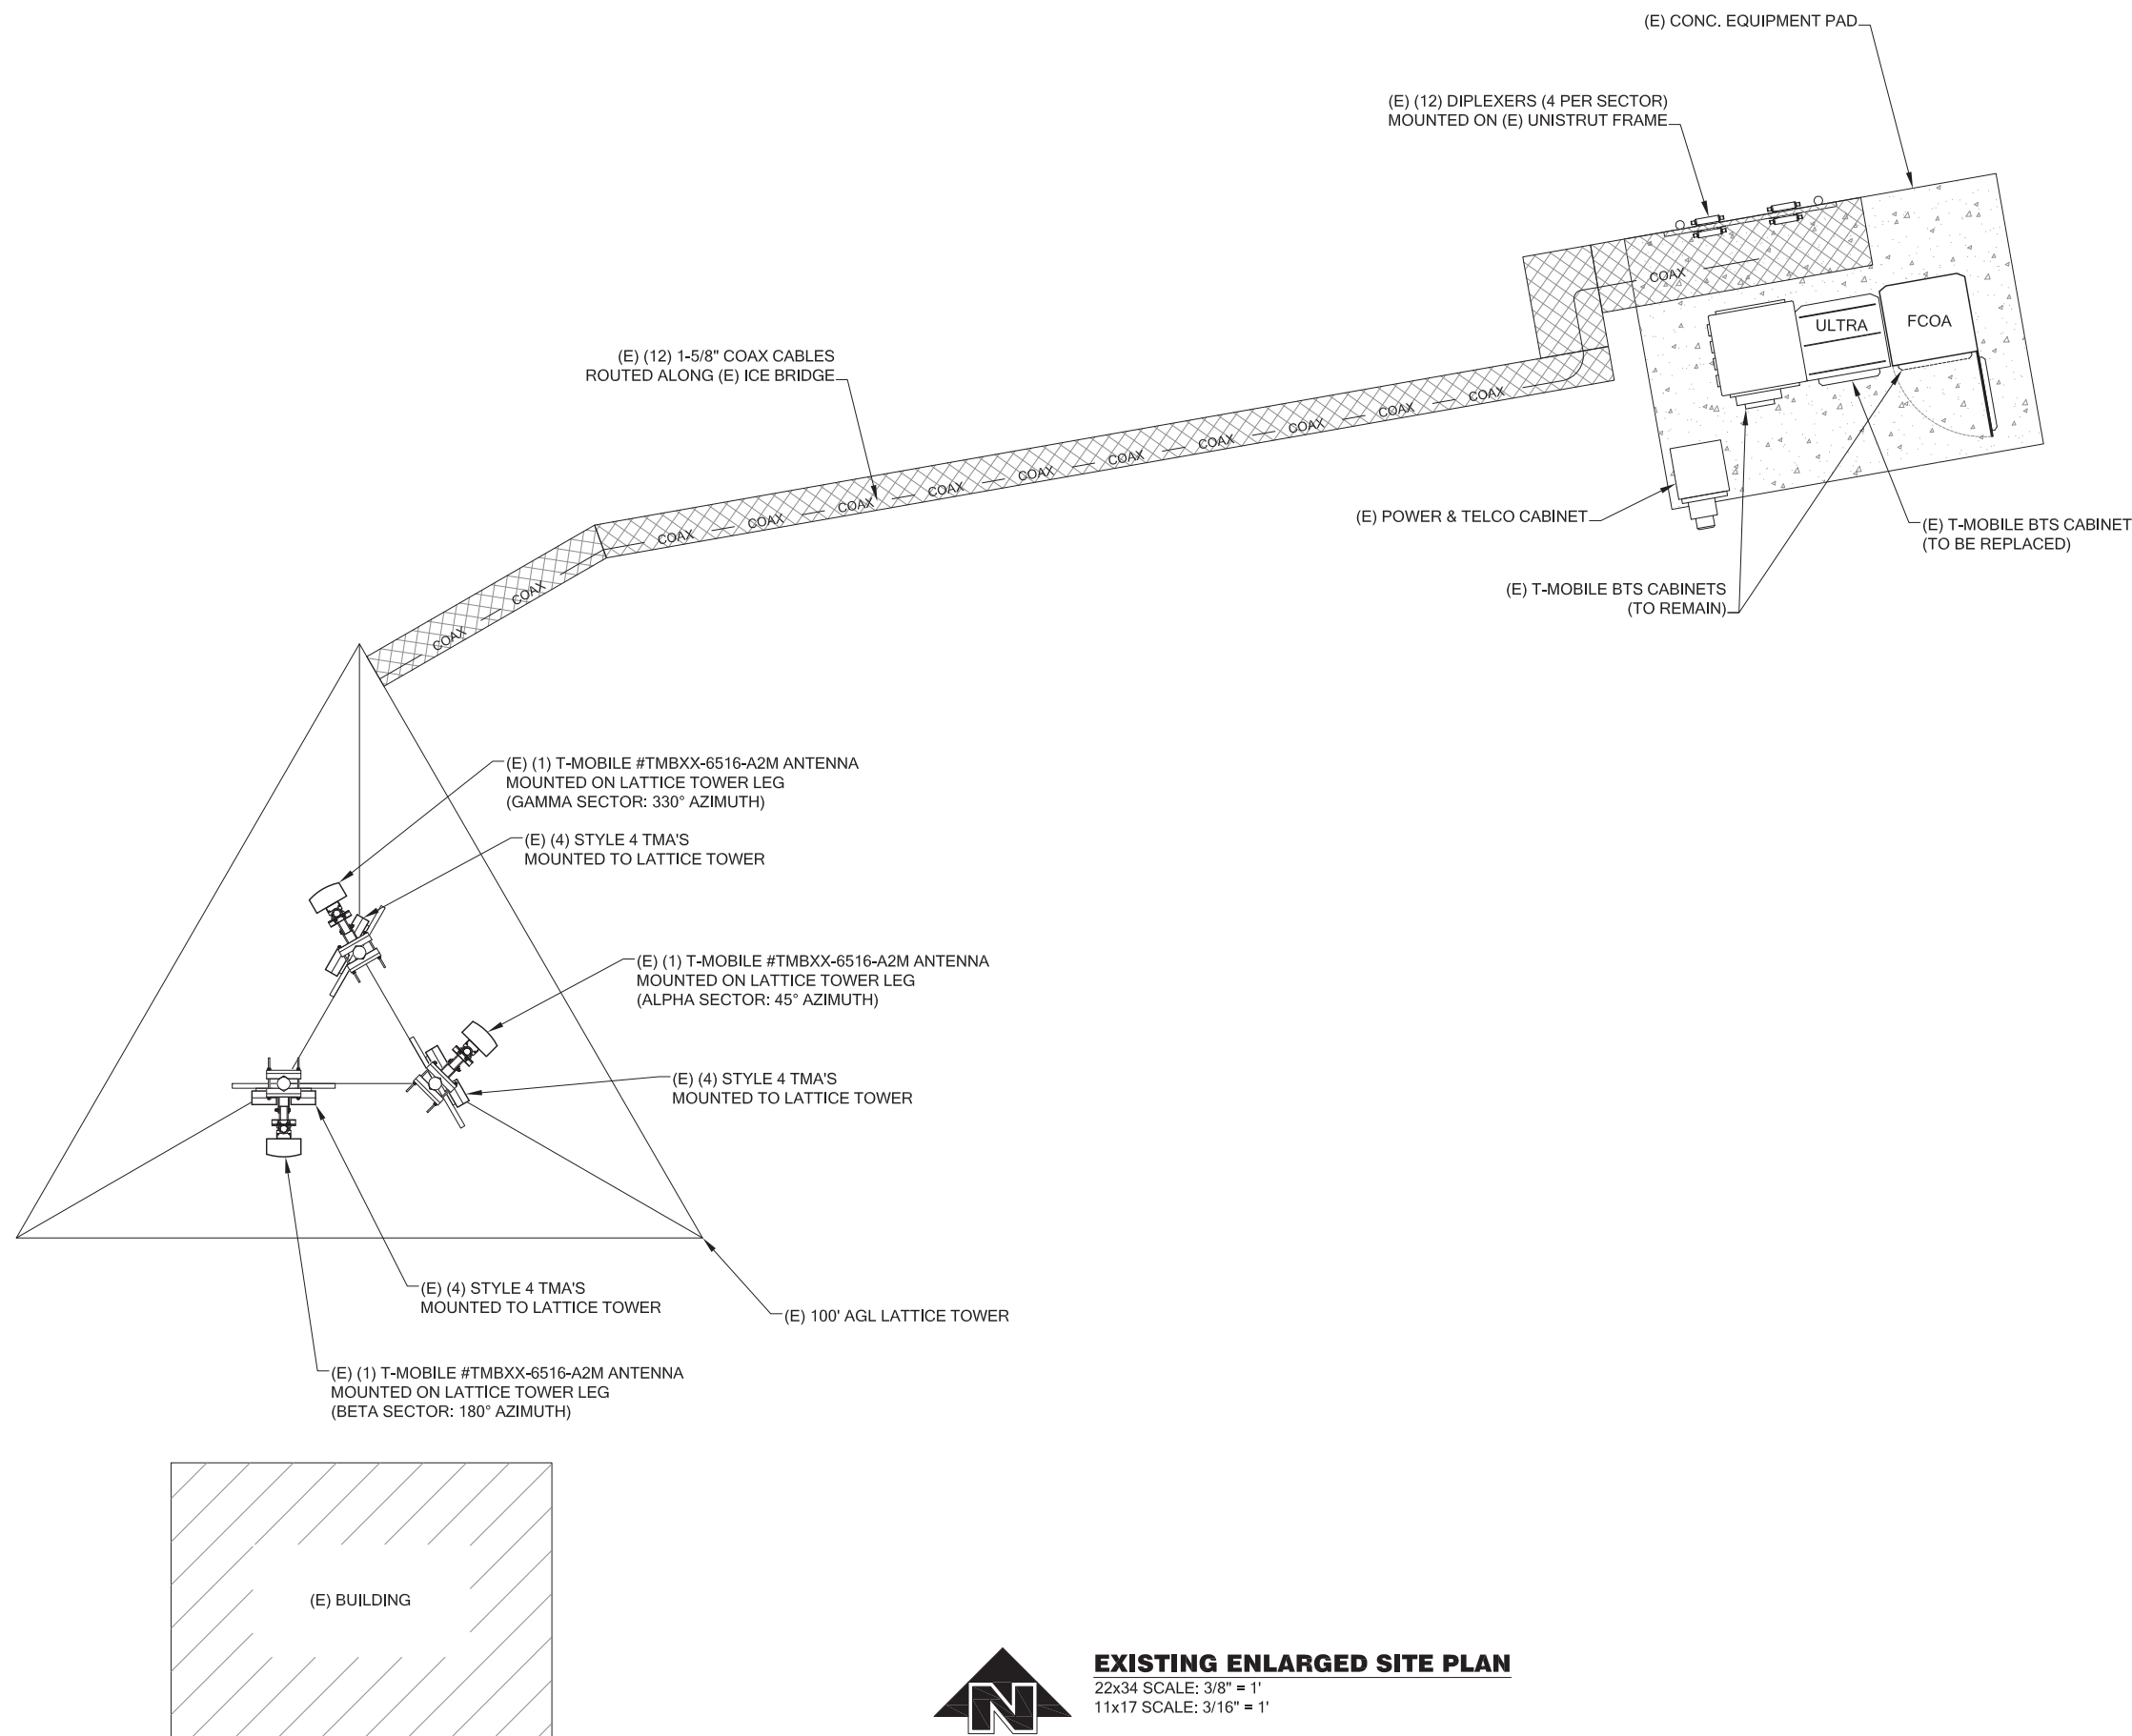 (E) CONC. EQUIPMENT PAD
(E) (12) DIPLEXERS (4 PER SECTOR)
MOUNTED ON (E) UNISTRUT FRAME
COAX
ULTRA
FCOA
(E) (12) 1-5/8" COAX CABLES
ROUTED ALONG (E) ICE BRIDGE
COAX
COAX
COAX
COAX
COAX
COAX
COAX
COAX
COAX
COAX
COAX
COAX
(E) POWER & TELCO CABINET
(E) T-MOBILE BTS CABINET
(TO BE REPLACED)
(E) T-MOBILE BTS CABINETS
(TO REMAIN)
(E) (1) T-MOBILE #TMBXX-6516-A2M ANTENNA
MOUNTED ON LATTICE TOWER LEG
(GAMMA SECTOR: 330° AZIMUTH)
(E) (4) STYLE 4 TMA'S
MOUNTED TO LATTICE TOWER
(E) (1) T-MOBILE #TMBXX-6516-A2M ANTENNA
MOUNTED ON LATTICE TOWER LEG
(ALPHA SECTOR: 45° AZIMUTH)
(E) (4) STYLE 4 TMA'S
MOUNTED TO LATTICE TOWER
(E) (4) STYLE 4 TMA'S
MOUNTED TO LATTICE TOWER
(E) 100' AGL LATTICE TOWER
(E) (1) T-MOBILE #TMBXX-6516-A2M ANTENNA
MOUNTED ON LATTICE TOWER LEG
(BETA SECTOR: 180° AZIMUTH)
(E) BUILDING
N
EXISTING ENLARGED SITE PLAN
22x34 SCALE: 3/8" = 1'
11x17 SCALE: 3/16" = 1'